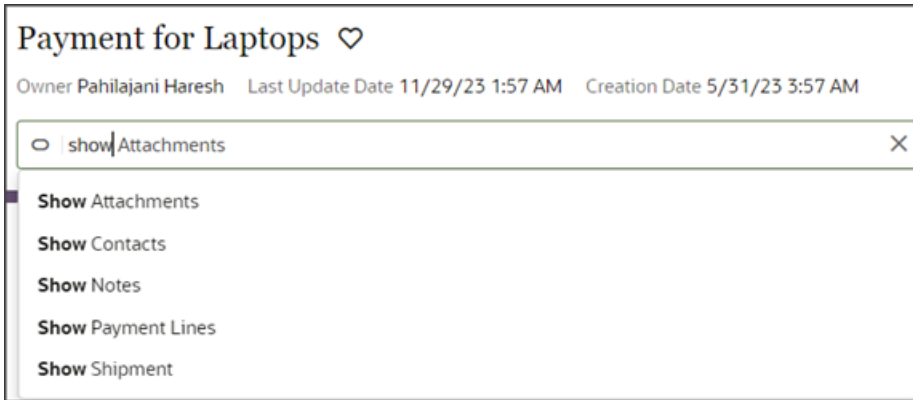 Payment for Laptops
Owner Pahilajani Haresh Last Update Date 11/29/23 1:57 AM Creation Date 5/31/23 3:57 AM
show Attachments
Show Attachments
Show Contacts
Show Notes
Show Payment Lines
Show Shipment